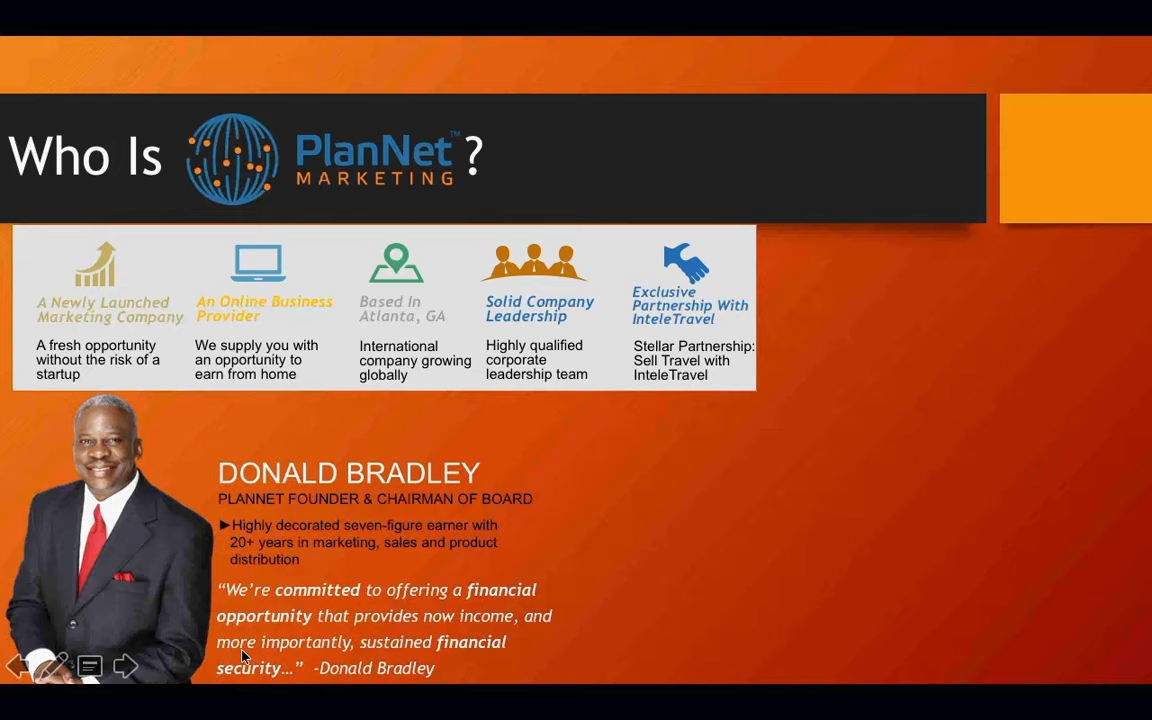 Who Is PlanNet™ ?
MARKETING
A Newly Launched
Marketing Company
A fresh opportunity
without the risk of a
startup
An Online Business
Provider
We supply you with
an opportunity to
earn from home
Based In
Atlanta, GA
International
company growing
globally
Solid Company
Leadership
Highly qualified
corporate
leadership team
Exclusive
Partnership With
InteleTravel
Stellar Partnership:
Sell Travel with
InteleTravel
DONALD BRADLEY
PLANNET FOUNDER & CHAIRMAN OF BOARD
►Highly decorated seven-figure earner with
20+ years in marketing, sales and product
distribution
“We’re committed to offering a financial
opportunity that provides now income, and
more importantly, sustained financial
security…” -Donald Bradley